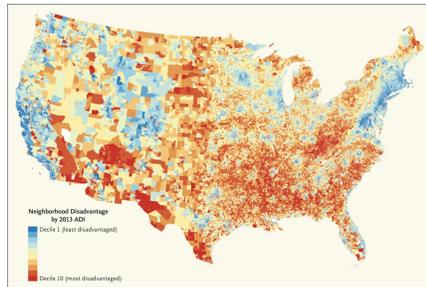 Neighborhood Disadvantage
by 2013 ADI
Decile 1 (least disadvantaged)
Decile 10 (most disadvantaged)